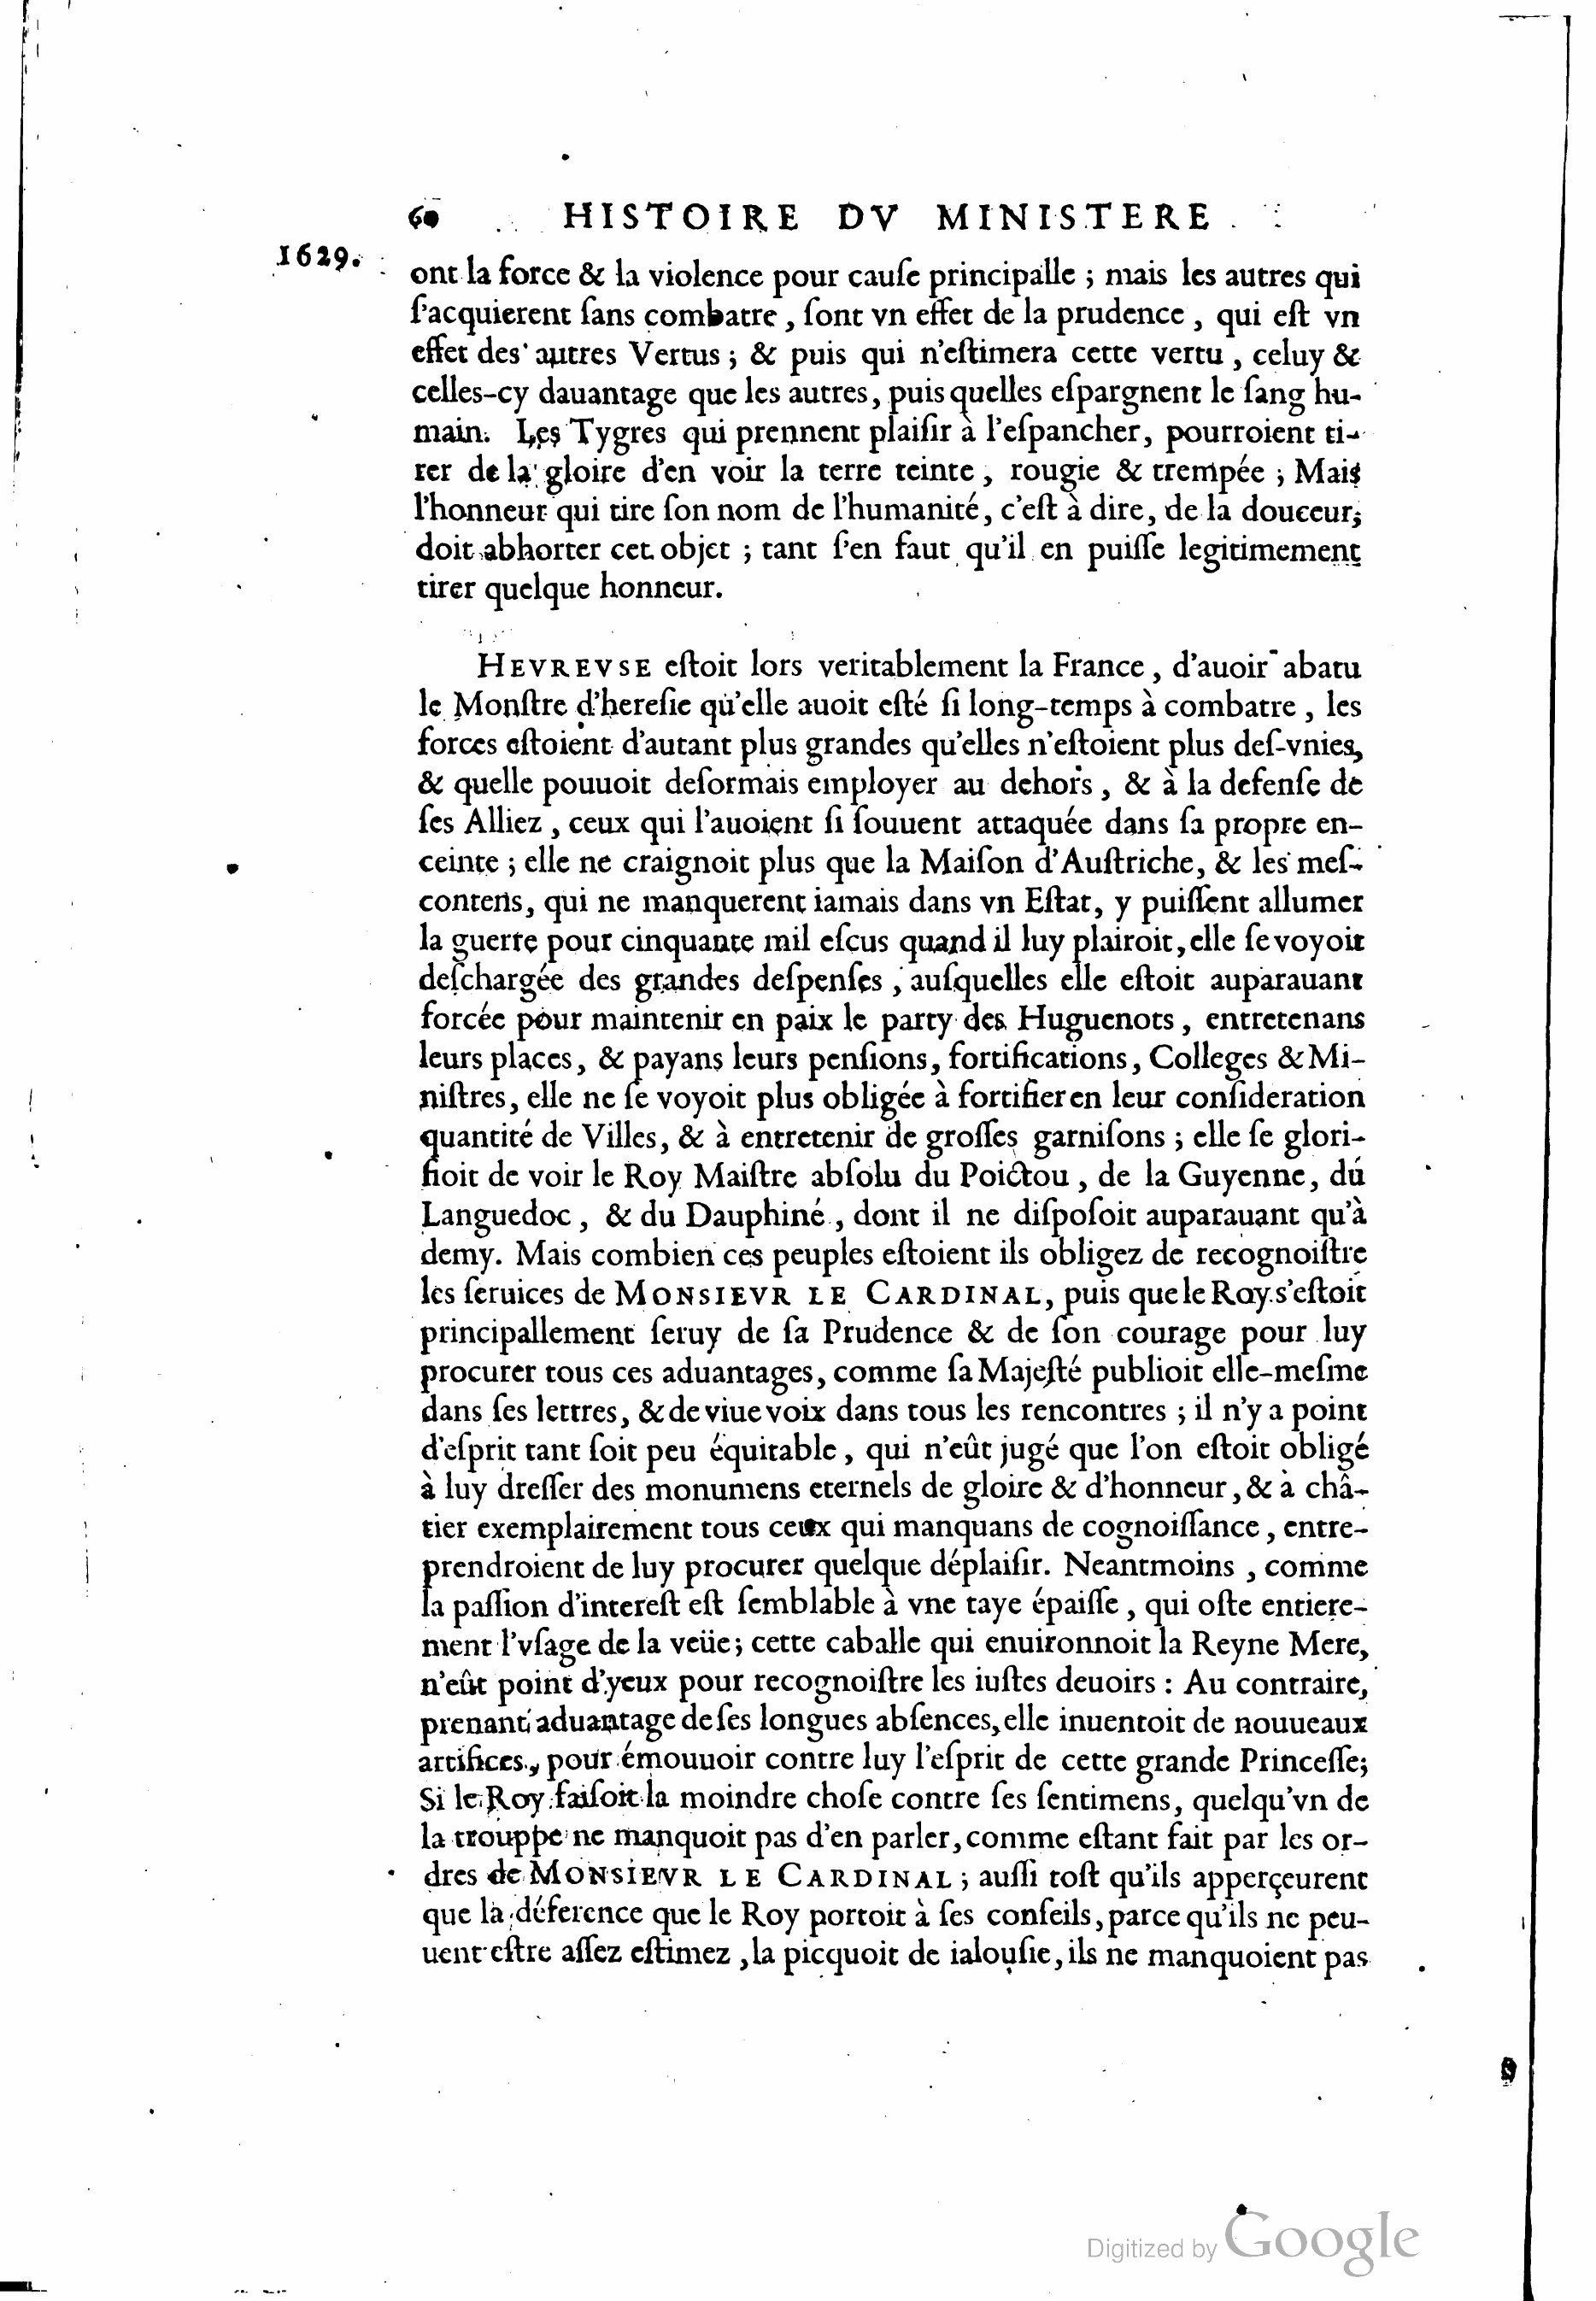 60 HISTOIRE DV MINISTERE
1629.
ont la force & la violence pour cauſe principalle ; mais les autres qui
ſ'acquierent ſans combatre , ſont vn effet de la prudence , qui eſt vn
effet des autres Vertus ; & puis qui n'eſtimera cette vertu , celuy &
celles-cy dauantage que les autres, puis quelles eſpargnent le ſang hu-
main. Les Tygres qui prennent plaiſir à l'eſpancher, pourroient ti-
rer de la gloire d'en voir la terre teinte , rougie & trempée ; Mais
l'honneur qui tire ſon nom de l'humanité, c'eſt à dire, de la douceur;
doit abhorter cet objet ; tant ſ'en faut qu'il en puiſſe legitimement
tirer quelque honneur.
HEVREVSE eſtoit lors veritablement la France , d'auoir abatu
le Monſtre d'hereſie qu'elle auoit eſté ſi long-temps à combatre , les
forces eſtoient d'autant plus grandes qu'elles n'eſtoient plus deſ-vnies,
& quelle pouuoit deſormais employer au dehors , & à la defenſe de
ſes Alliez , ceux qui l'auoient ſi ſouuent attaquée dans ſa propre en-
ceinte ; elle ne craignoit plus que la Maiſon d'Auſtriche, & les meſ-
contens, qui ne manquerent iamais dans vn Eſtat, y puiſſent allumer
la guerre pour cinquante mil eſcus quand il luy plairoit, elle ſe voyoit
deſchargée des grandes deſpenſes , auſquelles elle eſtoit auparauant
forcée pour maintenir en paix le party des Huguenots , entretenans
leurs places, & payans leurs penſions, fortifications, Colleges & Mi-
niſtres, elle ne ſe voyoit plus obligée à fortifier en leur conſideration
quantité de Villes, & à entretenir de groſſes garniſons ; elle ſe glori-
fioit de voir le Roy Maiſtre abſolu du Poictou , de la Guyenne, du
Languedoc , & du Dauphiné , dont il ne diſpoſoit auparauant qu'à
demy. Mais combien ces peuples eſtoient ils obligez de recognoiſtre
les ſeruices de MONSIEVR LE CARDINAL, puis que le Roy s'eſtoit
principallement ſeruy de ſa Prudence & de ſon courage pour luy
procurer tous ces aduantages, comme ſa Majeſté publioit elle-meſme
dans ſes lettres, & de viue voix dans tous les rencontres ; il n'y a point
d'eſprit tant ſoit peu équitable , qui n'eût jugé que l'on eſtoit obligé
à luy dreſſer des monumens eternels de gloire & d'honneur, & à châ-
tier exemplairement tous ceux qui manquans de cognoiſſance , entre-
prendroient de luy procurer quelque déplaiſir. Neantmoins , comme
la paſſion d'intereſt eſt ſemblable à vne taye épaiſſe , qui oſte entiere-
ment l'vſage de la veüe; cette caballe qui enuironnoit la Reyne Mere,
n'eût point d'yeux pour recognoiſtre les iuſtes deuoirs : Au contraire,
prenant aduantage de ſes longues abſences, elle inuentoit de nouueaux
artifices, pour émouuoir contre luy l'eſprit de cette grande Princeſſe;
Si le Roy faiſoit la moindre choſe contre ſes ſentimens, quelqu'vn de
la trouppe ne manquoit pas d'en parler, comme eſtant fait par les or-
dres de MONSIEVR LE CARDINAL ; auſſi toſt qu'ils apperçeurent
que la déference que le Roy portoit à ſes conſeils, parce qu'ils ne peu-
uent eſtre aſſez eſtimez , la picquoit de ialouſie, ils ne manquoient pas
Digitized by Google